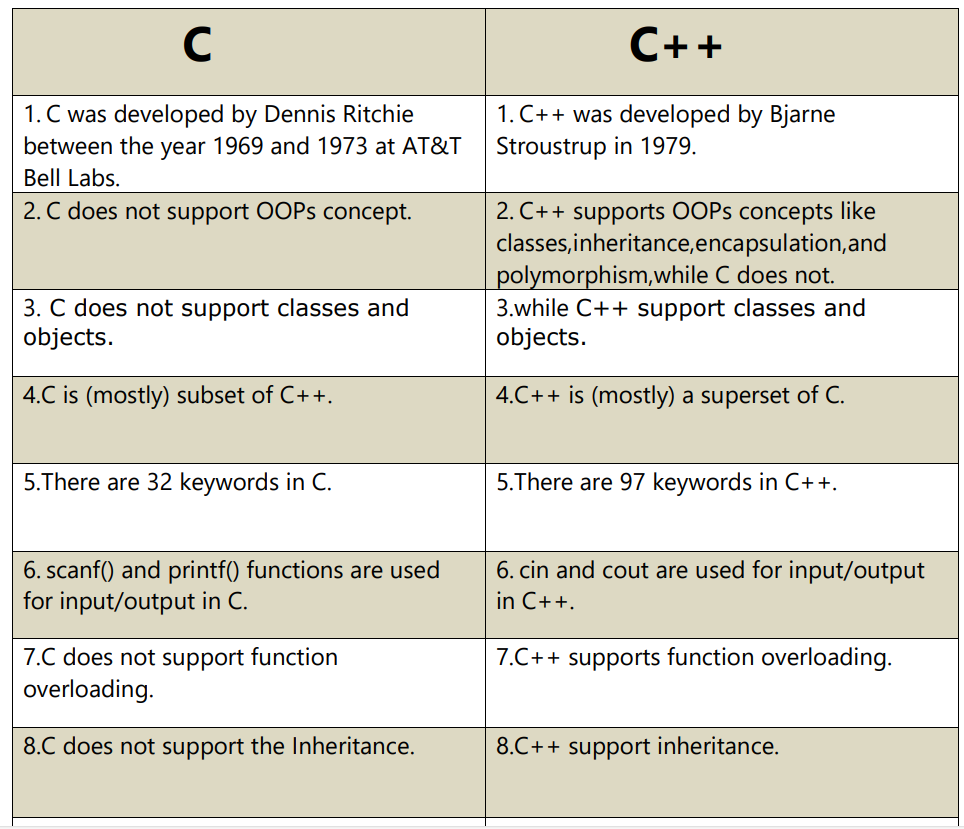 C
C++
1. C was developed by Dennis Ritchie
between the year 1969 and 1973 at AT&T
Bell Labs.
1. C++ was developed by Bjarne
Stroustrup in 1979.
2. C does not support OOPs concept.
2. C++ supports OOPs concepts like
classes,inheritance,encapsulation,and
polymorphism,while C does not.
3. C does not support classes and
objects.
3.while C++ support classes and
objects.
4.C is (mostly) subset of C++.
4.C++ is (mostly) a superset of C.
5.There are 32 keywords in C.
5.There are 97 keywords in C++.
6. scanf() and printf() functions are used
for input/output in C.
6. cin and cout are used for input/output
in C++.
7.C does not support function
overloading.
7.C++ supports function overloading.
8.C does not support the Inheritance.
8.C++ support inheritance.